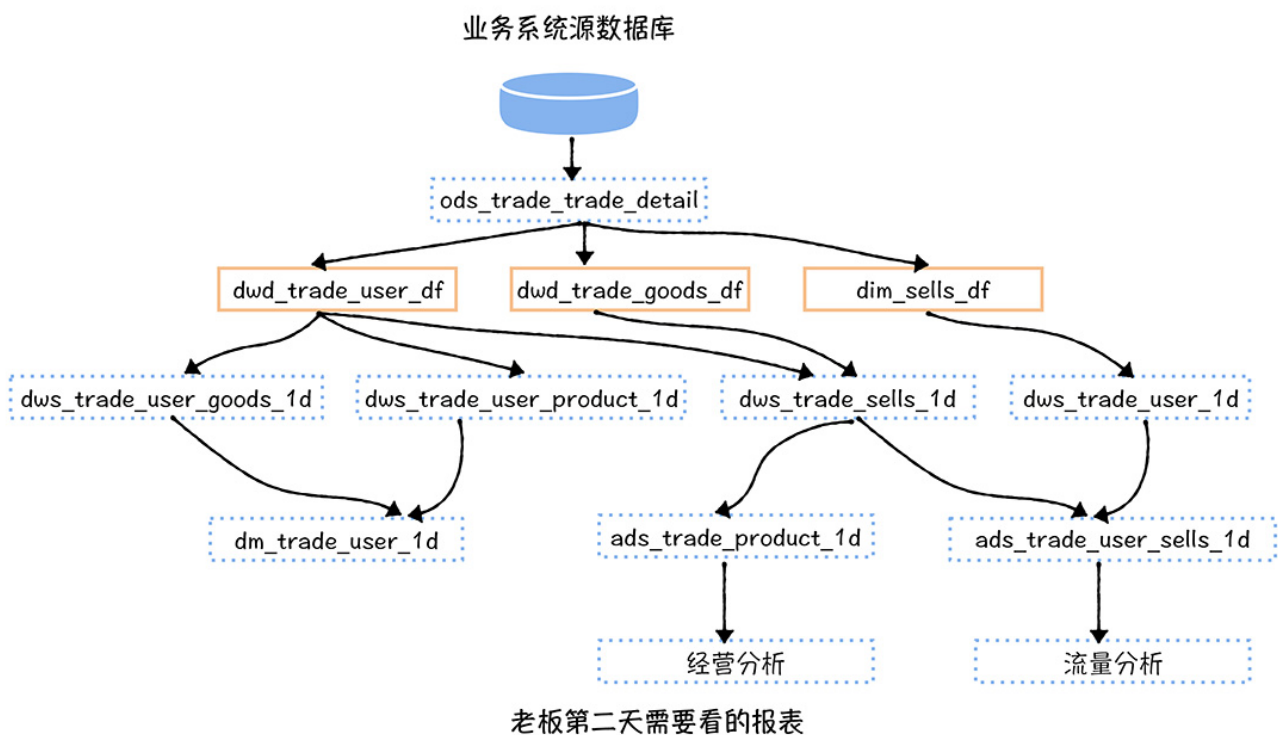 业务系统源数据库
ods_trade_trade_detail
dwd_trade_user_df
dwd_trade_goods_df
dim_sells_df
dws_trade_user_goods_1d
dws_trade_user_product_1d
dws_trade_sells_1d
dws_trade_user_1d
dm_trade_user_1d
ads_trade_product_1d
ads_trade_user_sells_1d
经营分析
流量分析
老板第二天需要看的报表